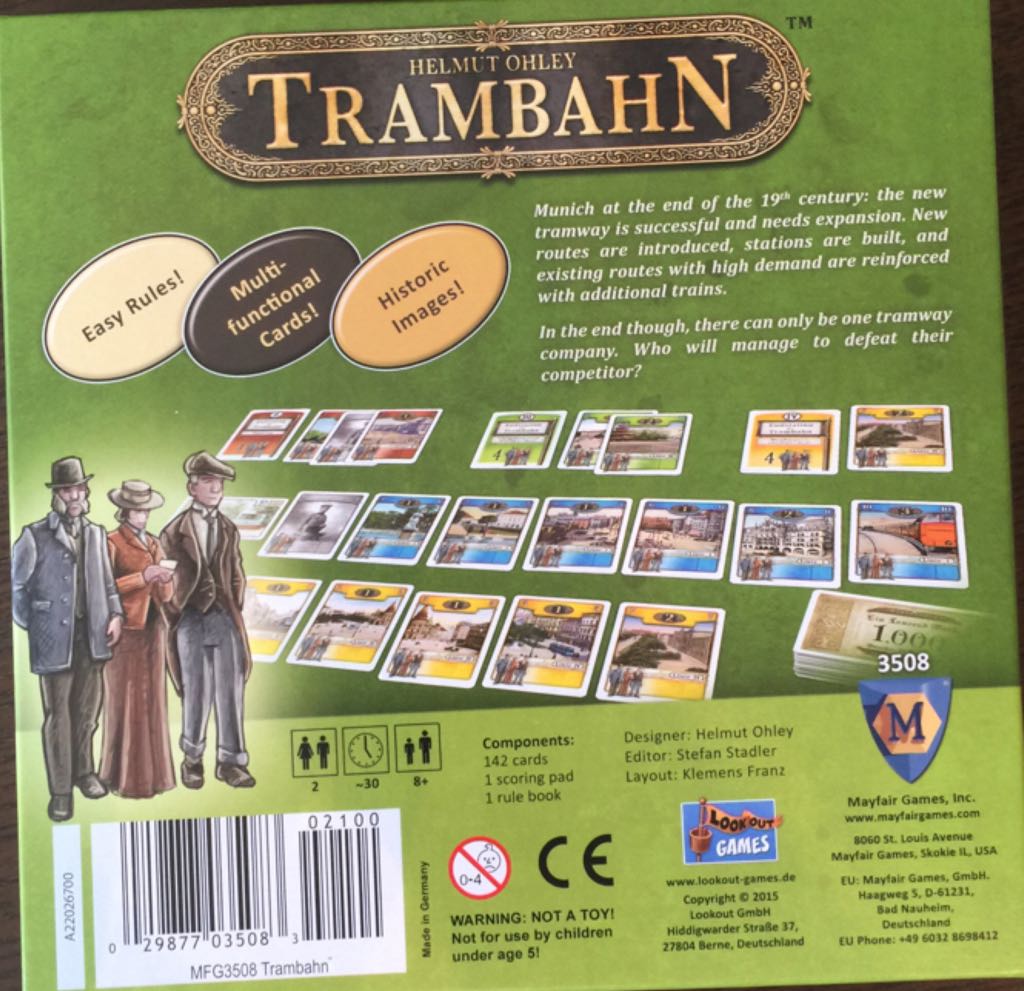 TM
HELMUT OHLEY
TRAMBAHN
Munich at the end of the 19th century: the new
tramway is successful and needs expansion. New
routes are introduced, stations are built, and
existing routes with high demand are reinforced
with additional trains.
In the end though, there can only be one tramway
company. Who will manage to defeat their
competitor?
Easy Rules!
Multi-
functional
Cards!
Historic
Images!
3508
M
2
~30
8+
Components:
142 cards
1 scoring pad
1 rule book
Designer: Helmut Ohley
Editor: Stefan Stadler
Layout: Klemens Franz
Mayfair Games, Inc.
www.mayfairgames.com
8060 St. Louis Avenue
Mayfair Games, Skokie IL, USA
EU: Mayfair Games, GmbH.
Haagweg 5, D-61231,
Bad Nauheim,
Deutschland
EU Phone: +49 6032 8698412
LOOKOUT
GAMES
www.lookout-games.de
Copyright © 2015
Lookout GmbH
Hiddigwarder Straße 37,
27804 Berne, Deutschland
0-4
CE
WARNING: NOT A TOY!
Not for use by children
under age 5!
Made in Germany
02100
0 29877 03508 3
MFG3508 Trambahn
A22026700